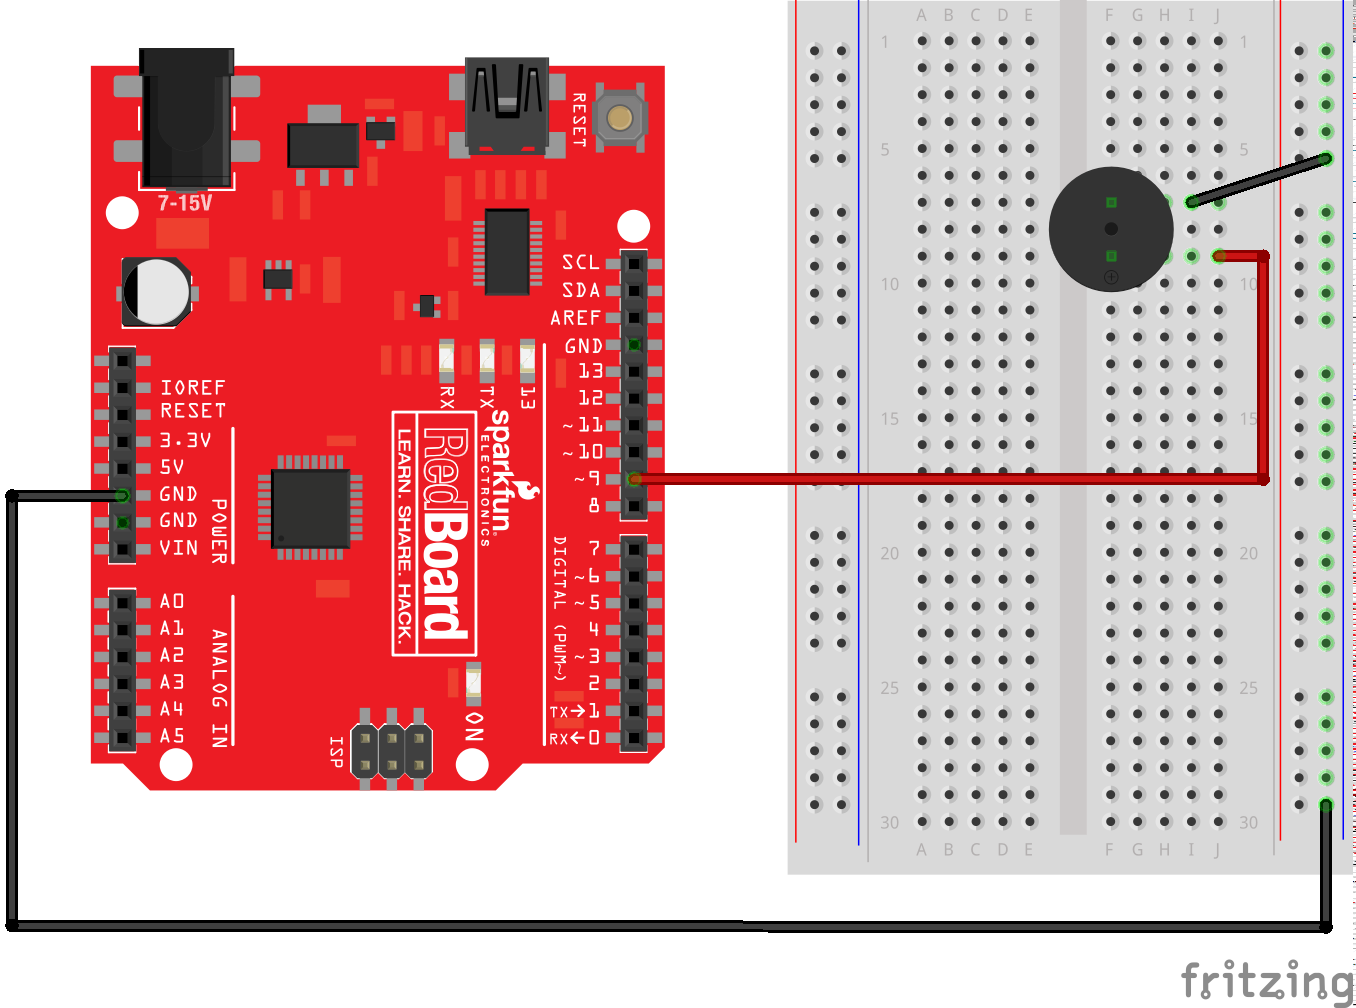 A B C D E F G H I J
1 1
5 5
10 10
15 15
20 20
25 25
30 30
A B C D E F G H I J
7-15V
RESET
SCL
SDA
AREF
GND
13
12
~11
~10
~9
8
7
~6
~5
4
~3
2
TX→1
RX←0
DIGITAL (PWM~)
IOREF
RESET
3.3V
5V
GND
GND
VIN
POWER
A0
A1
A2
A3
A4
A5
ANALOG IN
RX
TX
13
sparkfun
ELECTRONICS
RedBoard
LEARN. SHARE. HACK.
ON
ISP
fritzing